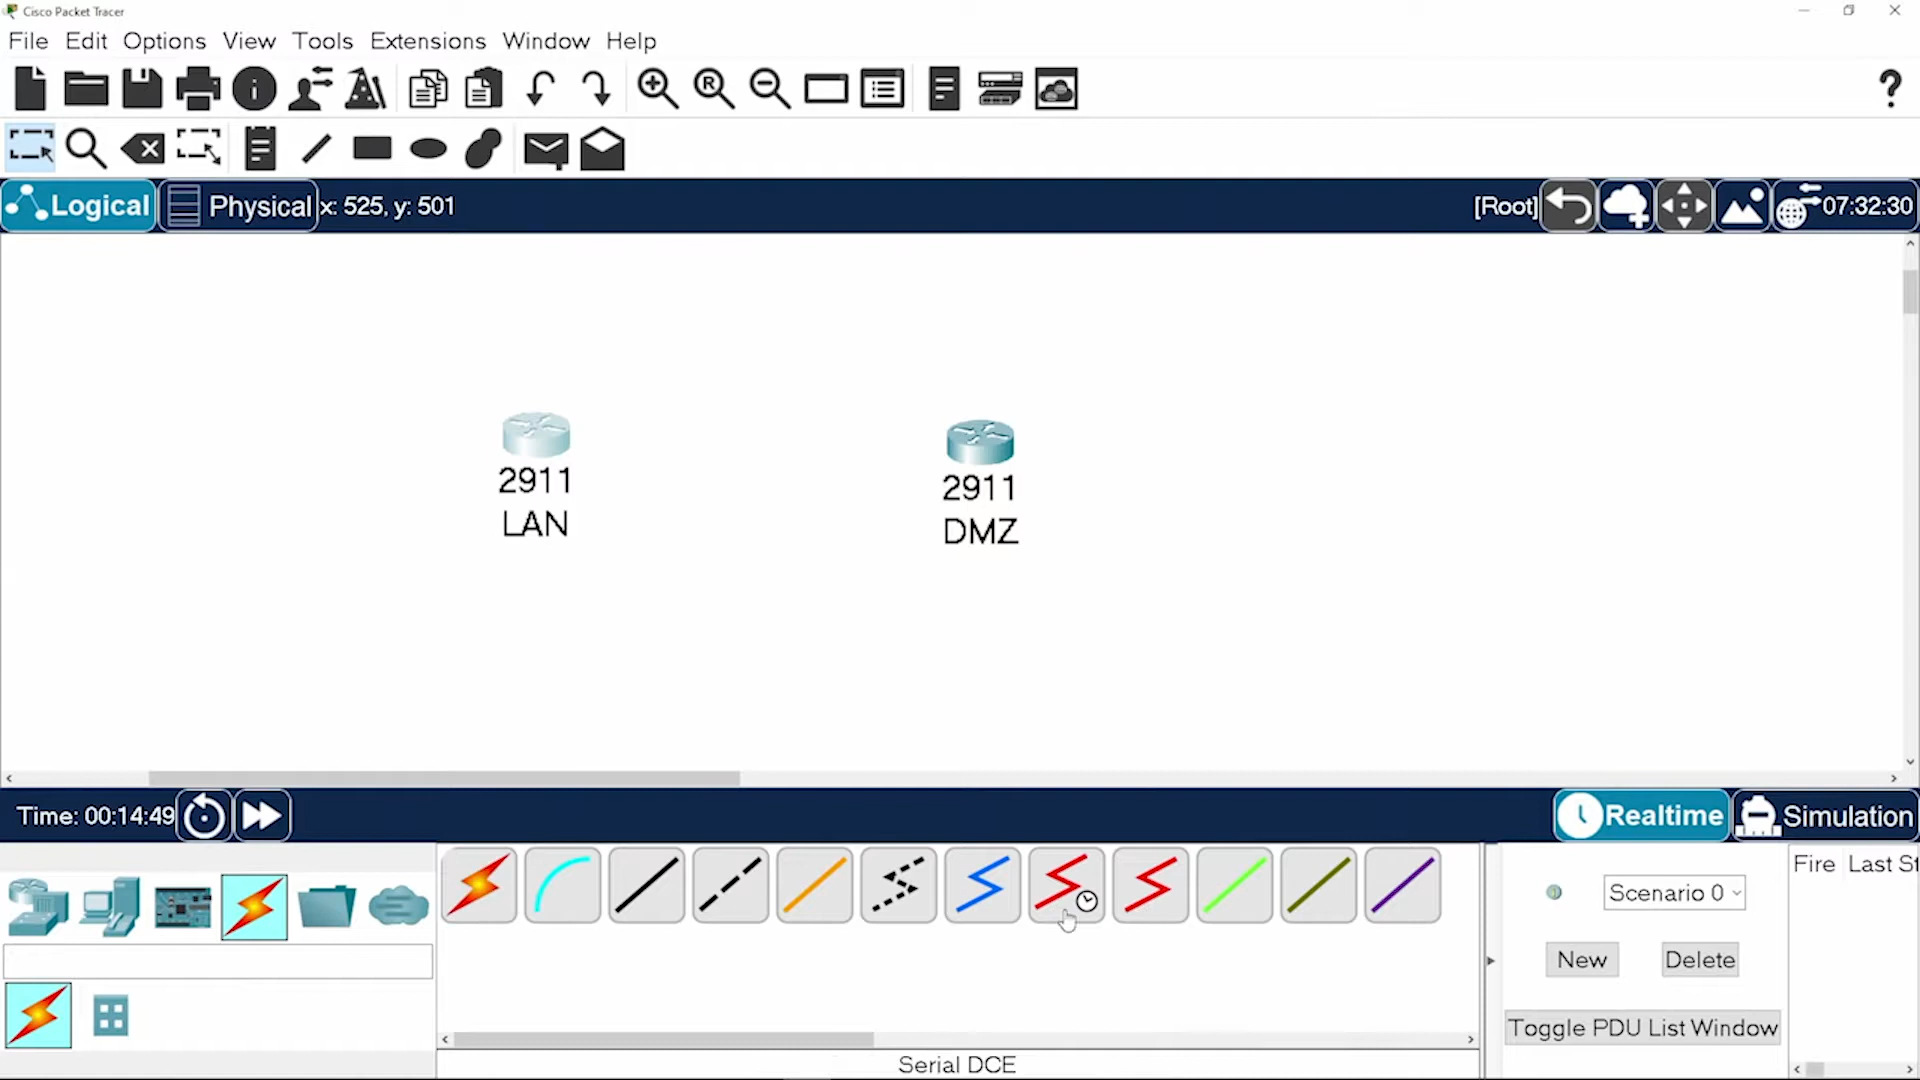 Cisco Packet Tracer
File Edit Options View Tools Extensions Window Help
R
?
Logical Physical x: 525, y: 501 [Root] 07:32:30
2911
LAN
2911
DMZ
Time: 00:14:49 Realtime Simulation
Fire Last St
Scenario 0
New Delete
Toggle PDU List Window
Serial DCE